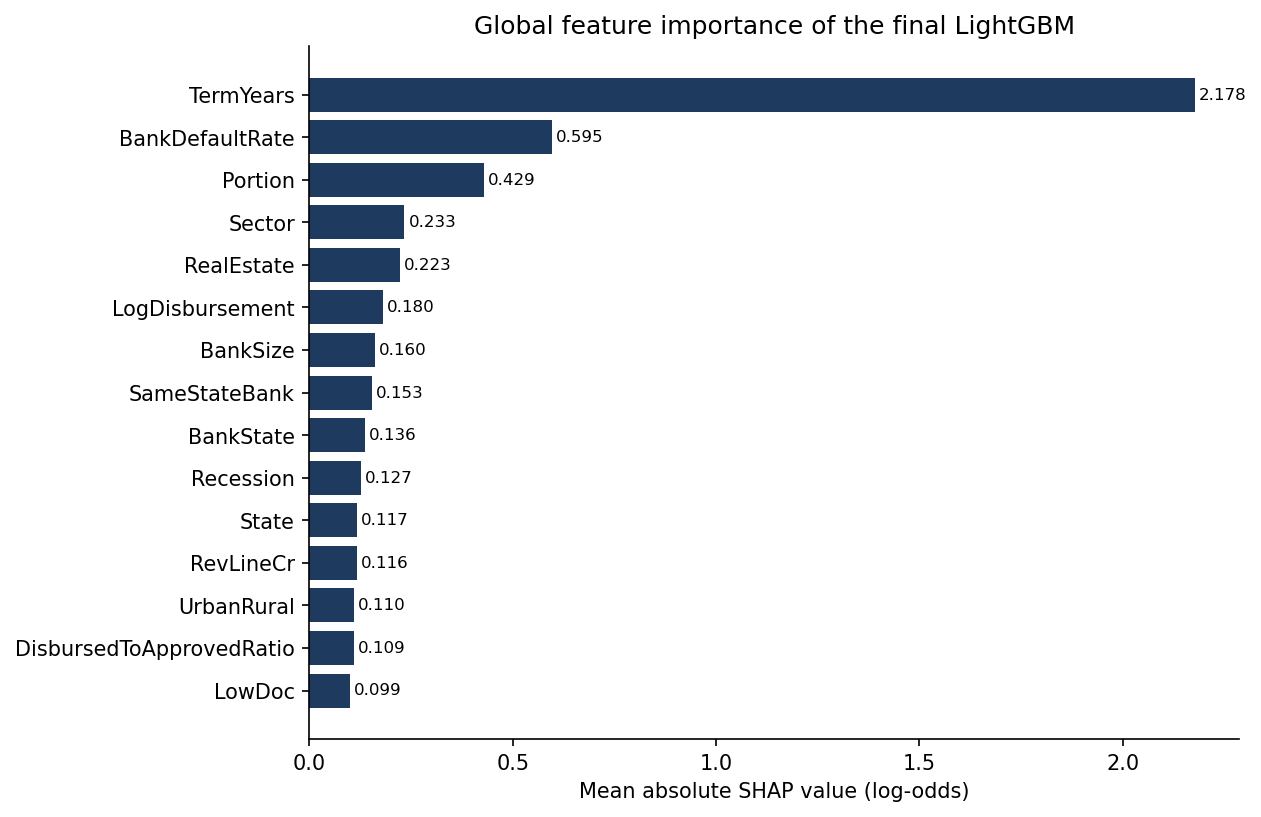 Global feature importance of the final LightGBM
TermYears 2.178
BankDefaultRate 0.595
Portion 0.429
Sector 0.233
RealEstate 0.223
LogDisbursement 0.180
BankSize 0.160
SameStateBank 0.153
BankState 0.136
Recession 0.127
State 0.117
RevLineCr 0.116
UrbanRural 0.110
DisbursedToApprovedRatio 0.109
LowDoc 0.099
0.0 0.5 1.0 1.5 2.0
Mean absolute SHAP value (log-odds)